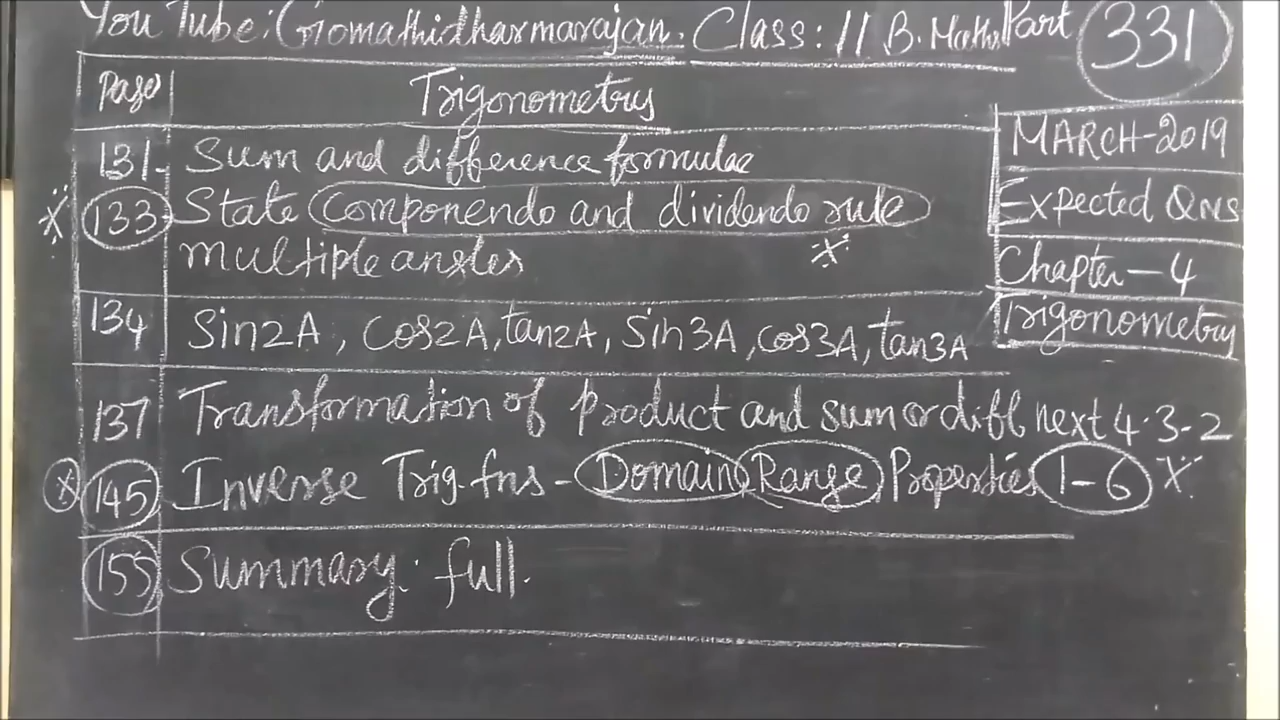 YouTube: Gomathidharmarajan. Class: 11 B. Maths Part 331
Page Trigonometry
MARCH-2019
131- Sum and difference formulae
Expected QNS
133- State Componendo and dividendo rule
multiple angles
Chapter-4
Trigonometry
134 Sin2A, Cos2A, tan2A, Sin3A, cos3A, tan3A
137 Transformation of product and sum or diff next 4.3-2
145 Inverse Trig.fns - Domain Range Properties 1-6
155 Summary. full.